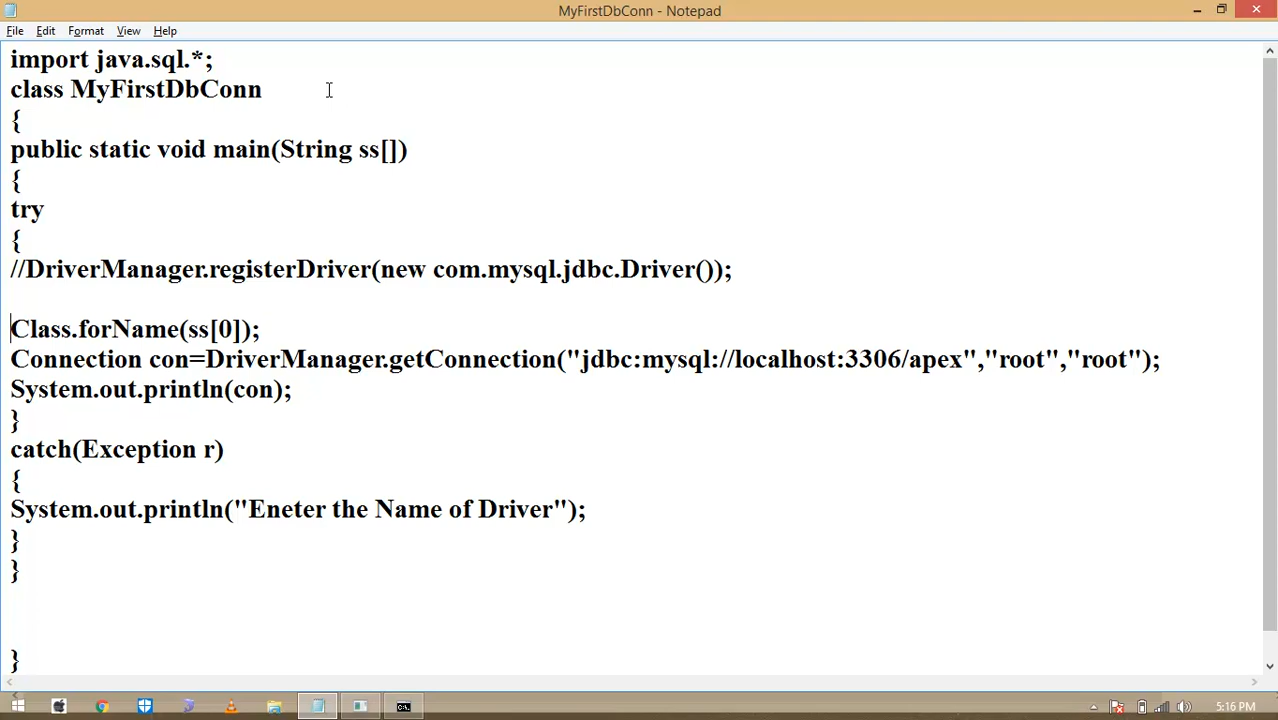 MyFirstDbConn - Notepad
File Edit Format View Help
import java.sql.*;
class MyFirstDbConn
{
public static void main(String ss[])
{
try
{
//DriverManager.registerDriver(new com.mysql.jdbc.Driver());
Class.forName(ss[0]);
Connection con=DriverManager.getConnection("jdbc:mysql://localhost:3306/apex","root","root");
System.out.println(con);
}
catch(Exception r)
{
System.out.println("Eneter the Name of Driver");
}
}
}
5:16 PM